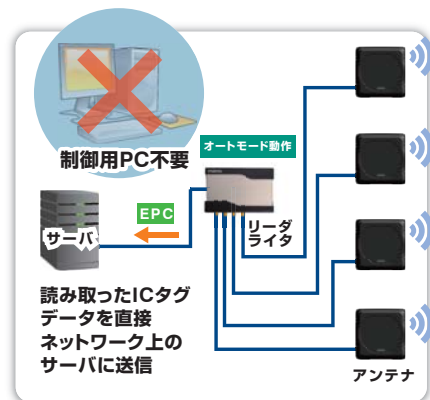 制御用PC不要
オートモード動作
EPC
サーバ
リーダ
ライタ
読み取ったICタグ
データを直接
ネットワーク上の
サーバに送信
アンテナ